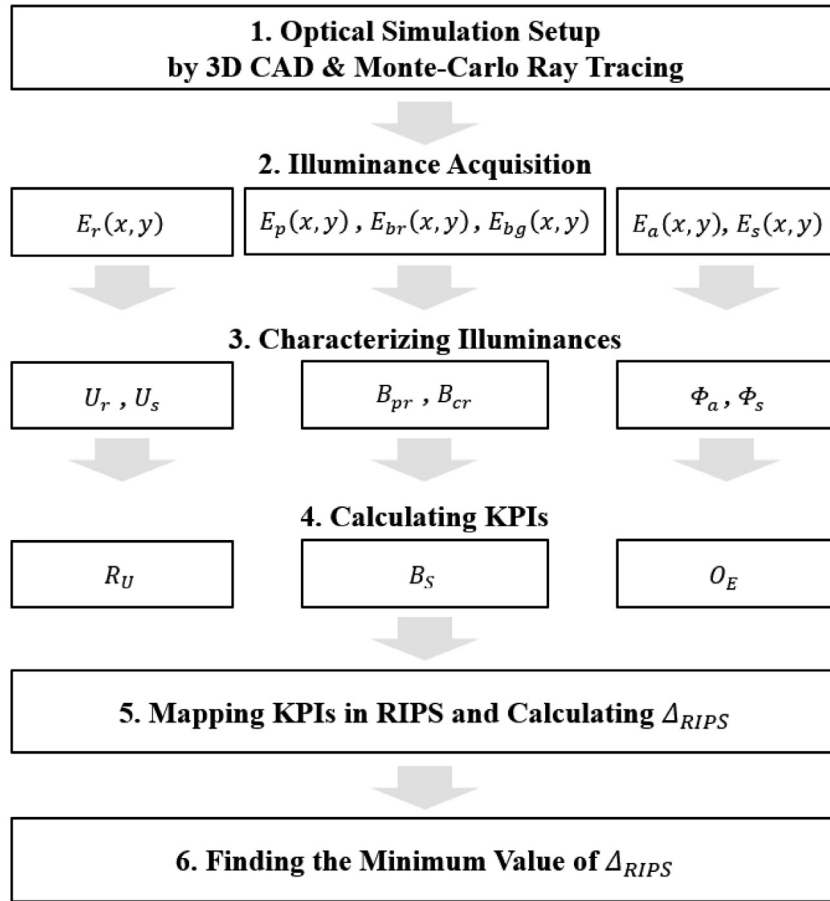 1. Optical Simulation Setup
by 3D CAD & Monte-Carlo Ray Tracing
2. Illuminance Acquisition
E_r(x, y)
E_p(x, y) , E_br(x, y), E_bg(x, y)
E_a(x, y), E_s(x, y)
3. Characterizing Illuminances
U_r , U_s
B_pr , B_cr
Φ_a , Φ_s
4. Calculating KPIs
R_U
B_S
O_E
5. Mapping KPIs in RIPS and Calculating Δ_RIPS
6. Finding the Minimum Value of Δ_RIPS